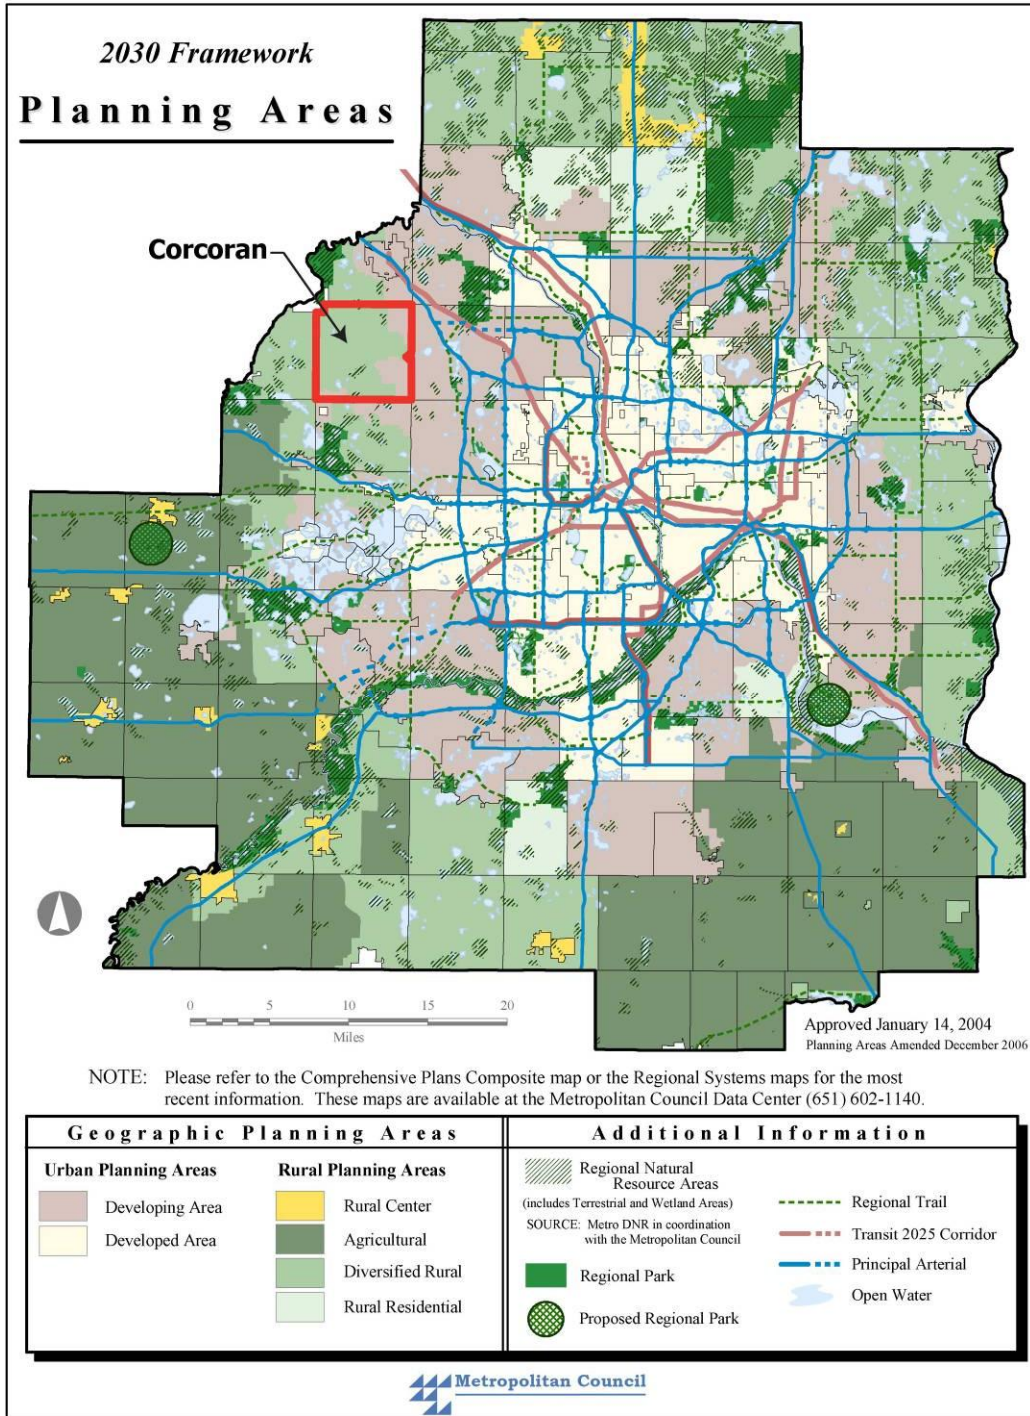 2030 Framework
Planning Areas
Corcoran
0 5 10 15 20
Miles
Approved January 14, 2004
Planning Areas Amended December 2006
NOTE: Please refer to the Comprehensive Plans Composite map or the Regional Systems maps for the most
recent information. These maps are available at the Metropolitan Council Data Center (651) 602-1140.
Geographic Planning Areas
Urban Planning Areas
Developing Area
Developed Area
Rural Planning Areas
Rural Center
Agricultural
Diversified Rural
Rural Residential
Additional Information
Regional Natural
Resource Areas
(includes Terrestrial and Wetland Areas)
SOURCE: Metro DNR in coordination
with the Metropolitan Council
Regional Park
Proposed Regional Park
Regional Trail
Transit 2025 Corridor
Principal Arterial
Open Water
Metropolitan Council